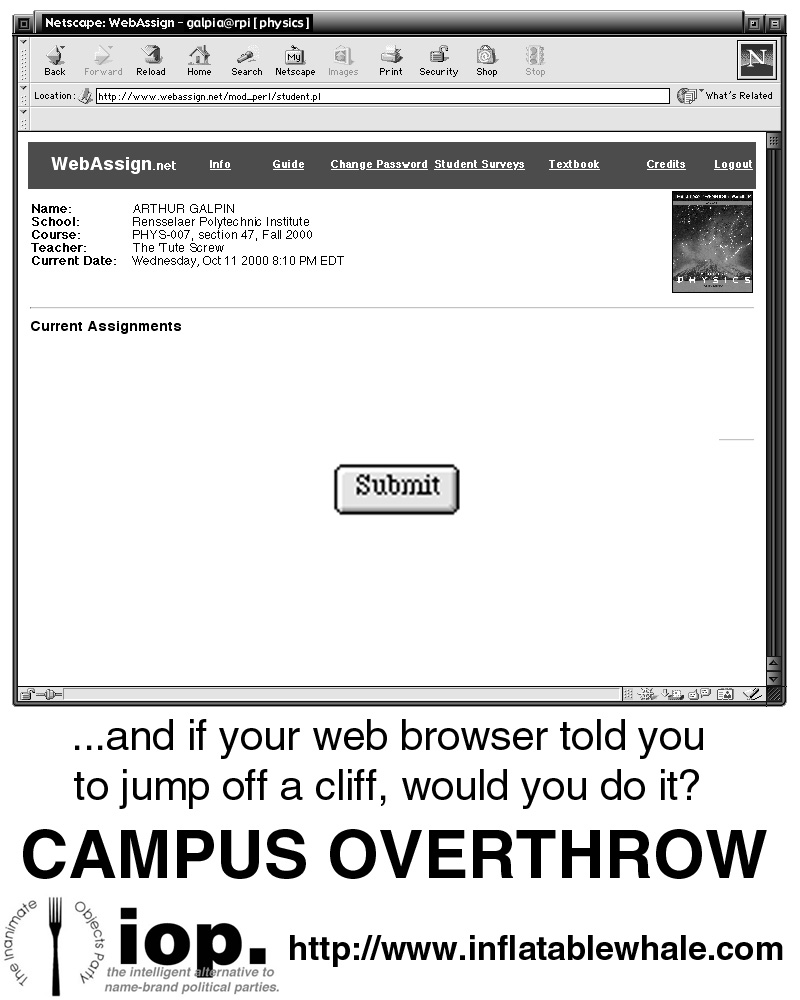 Netscape: WebAssign - galpia@rpi [physics]
Back Forward Reload Home Search Netscape Images Print Security Shop Stop
My
N
Location: http://www.webassign.net/mod_perl/student.pl What's Related
WebAssign.net Info Guide Change Password Student Surveys Textbook Credits Logout
Name: ARTHUR GALPIN
School: Rensselaer Polytechnic Institute
Course: PHYS-007, section 47, Fall 2000
Teacher: The 'Tute Screw
Current Date: Wednesday, Oct 11 2000 8:10 PM EDT
PHYSICS
Current Assignments
Submit
...and if your web browser told you
to jump off a cliff, would you do it?
CAMPUS OVERTHROW
The Inanimate Objects Party
iop.
the intelligent alternative to
name-brand political parties.
http://www.inflatablewhale.com